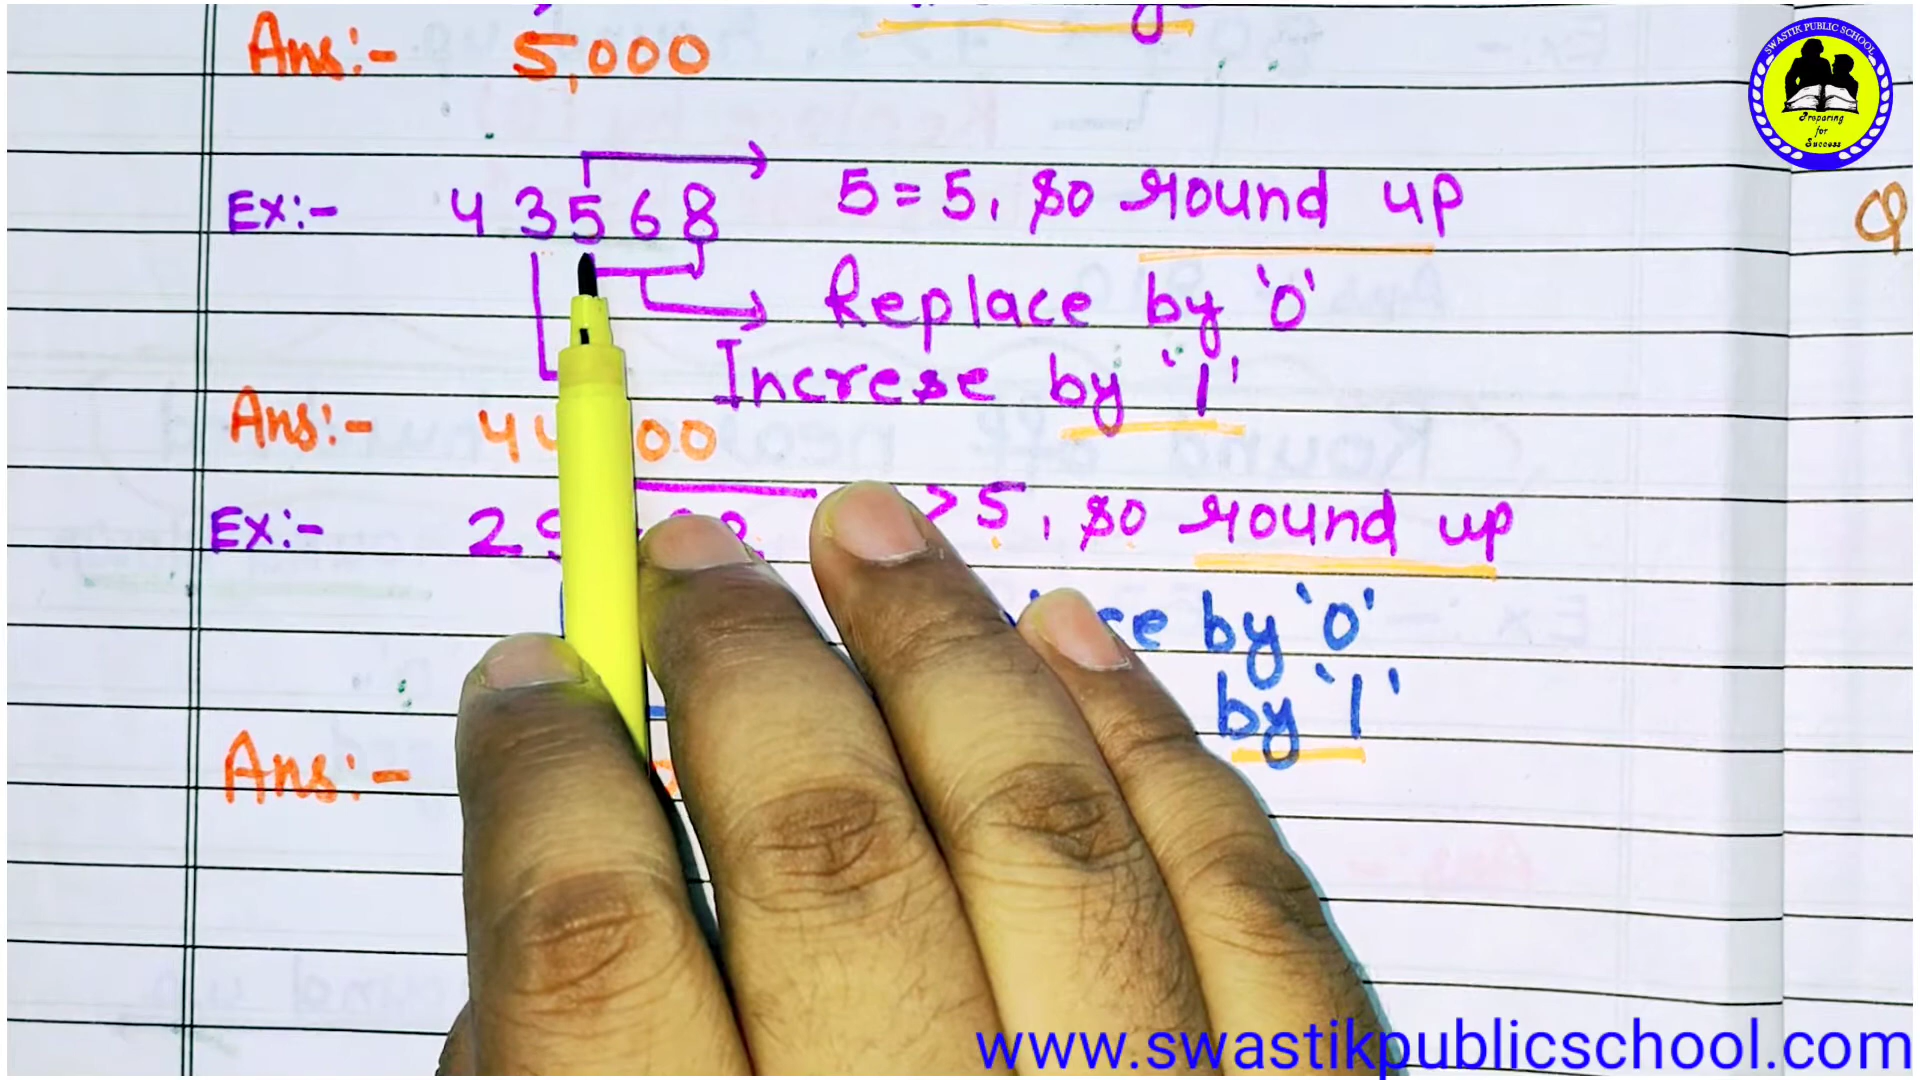 Ans:- 5,000
SWASTIK PUBLIC SCHOOL
Preparing
for
Success
Ex:- 43568 5=5, so round up
Replace by '0'
Increse by '1'
Ans:- 44 00
Ex:- 2 > 5, so round up
by '0'
by '1'
Ans:-
www.swastikpublicschool.com